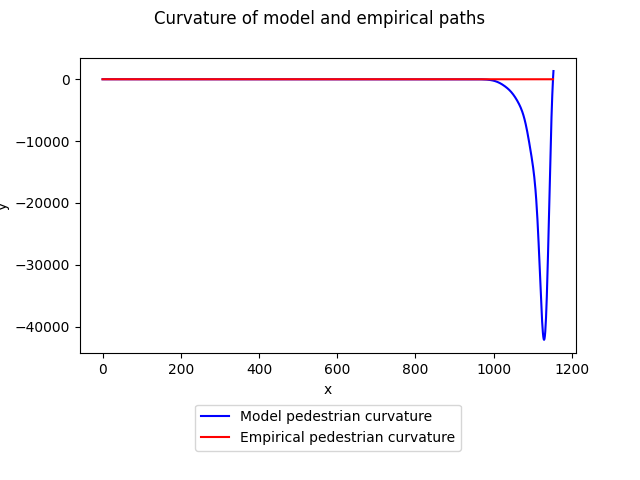 Curvature of model and empirical paths
y
0
−10000
−20000
−30000
−40000
0 200 400 600 800 1000 1200
x
Model pedestrian curvature
Empirical pedestrian curvature